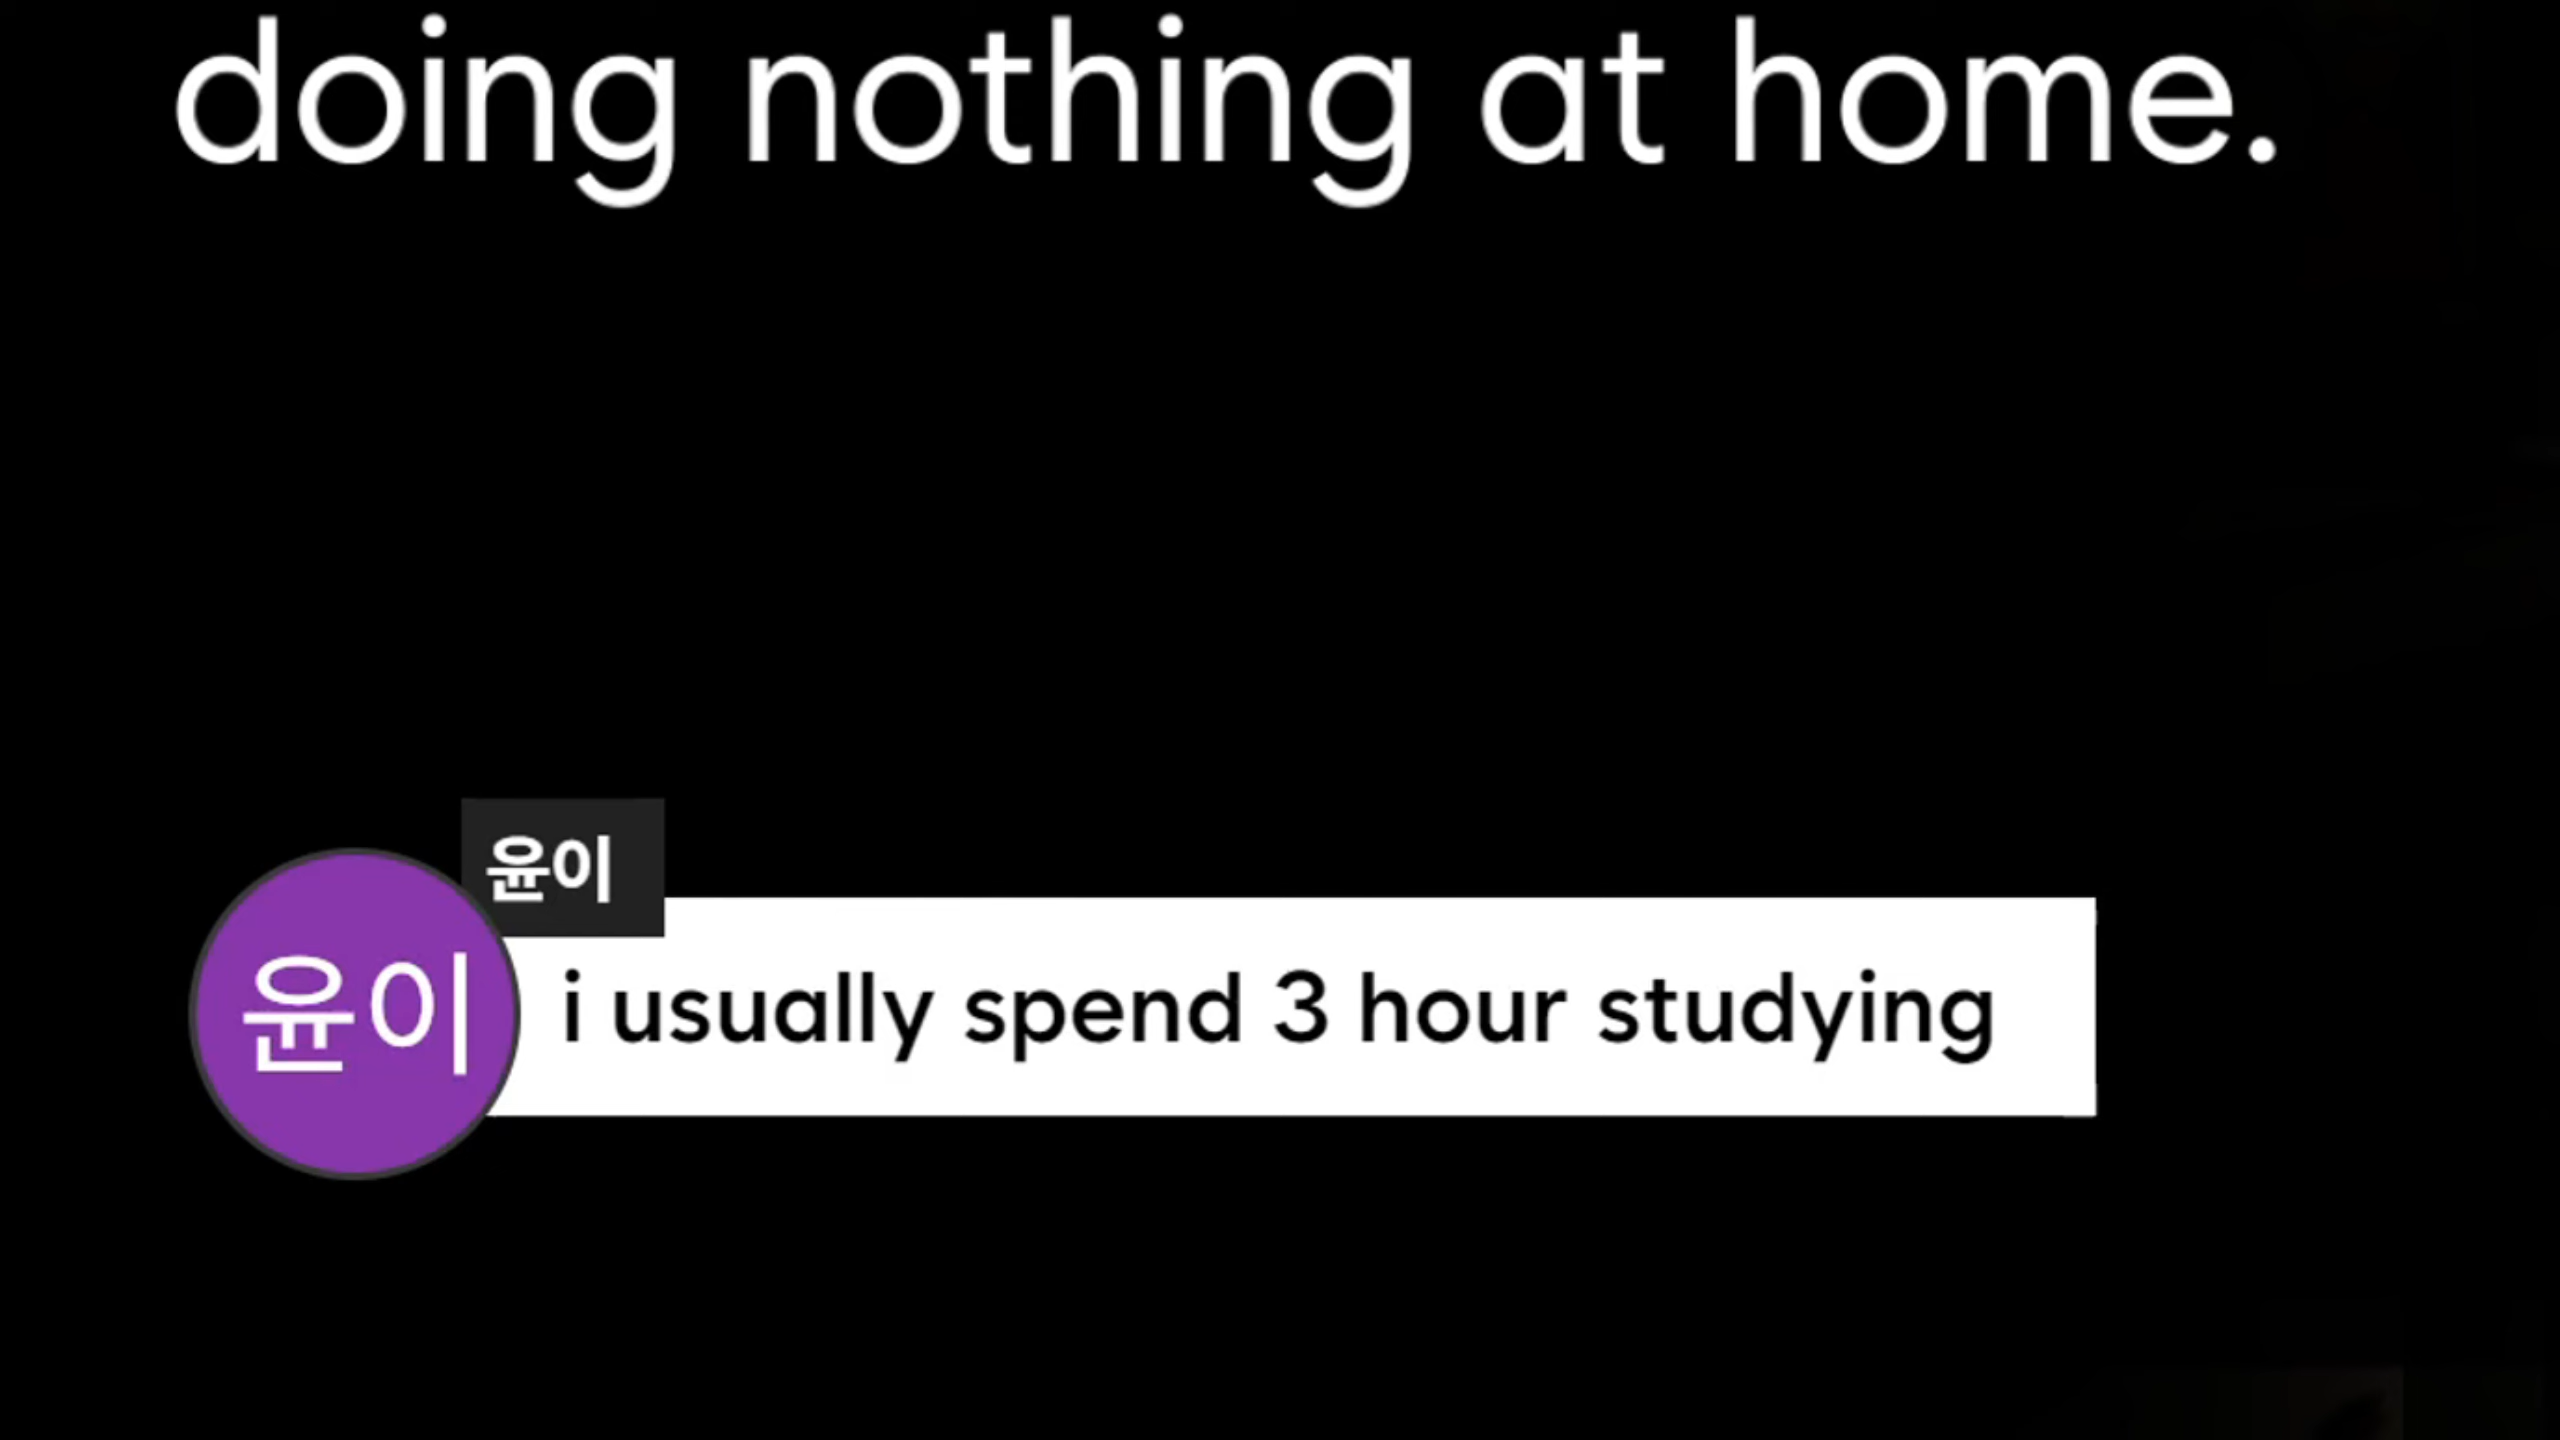 doing nothing at home.
윤이
윤이
i usually spend 3 hour studying